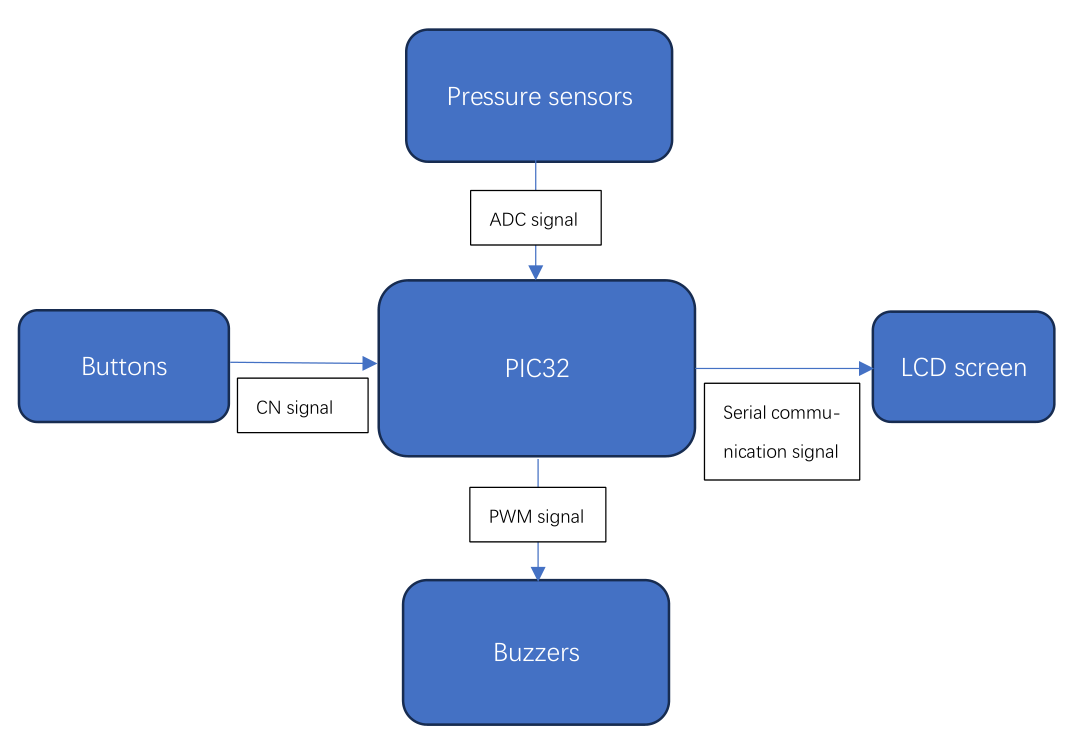 Pressure sensors
ADC signal
Buttons
CN signal
PIC32
LCD screen
Serial commu-
nication signal
PWM signal
Buzzers